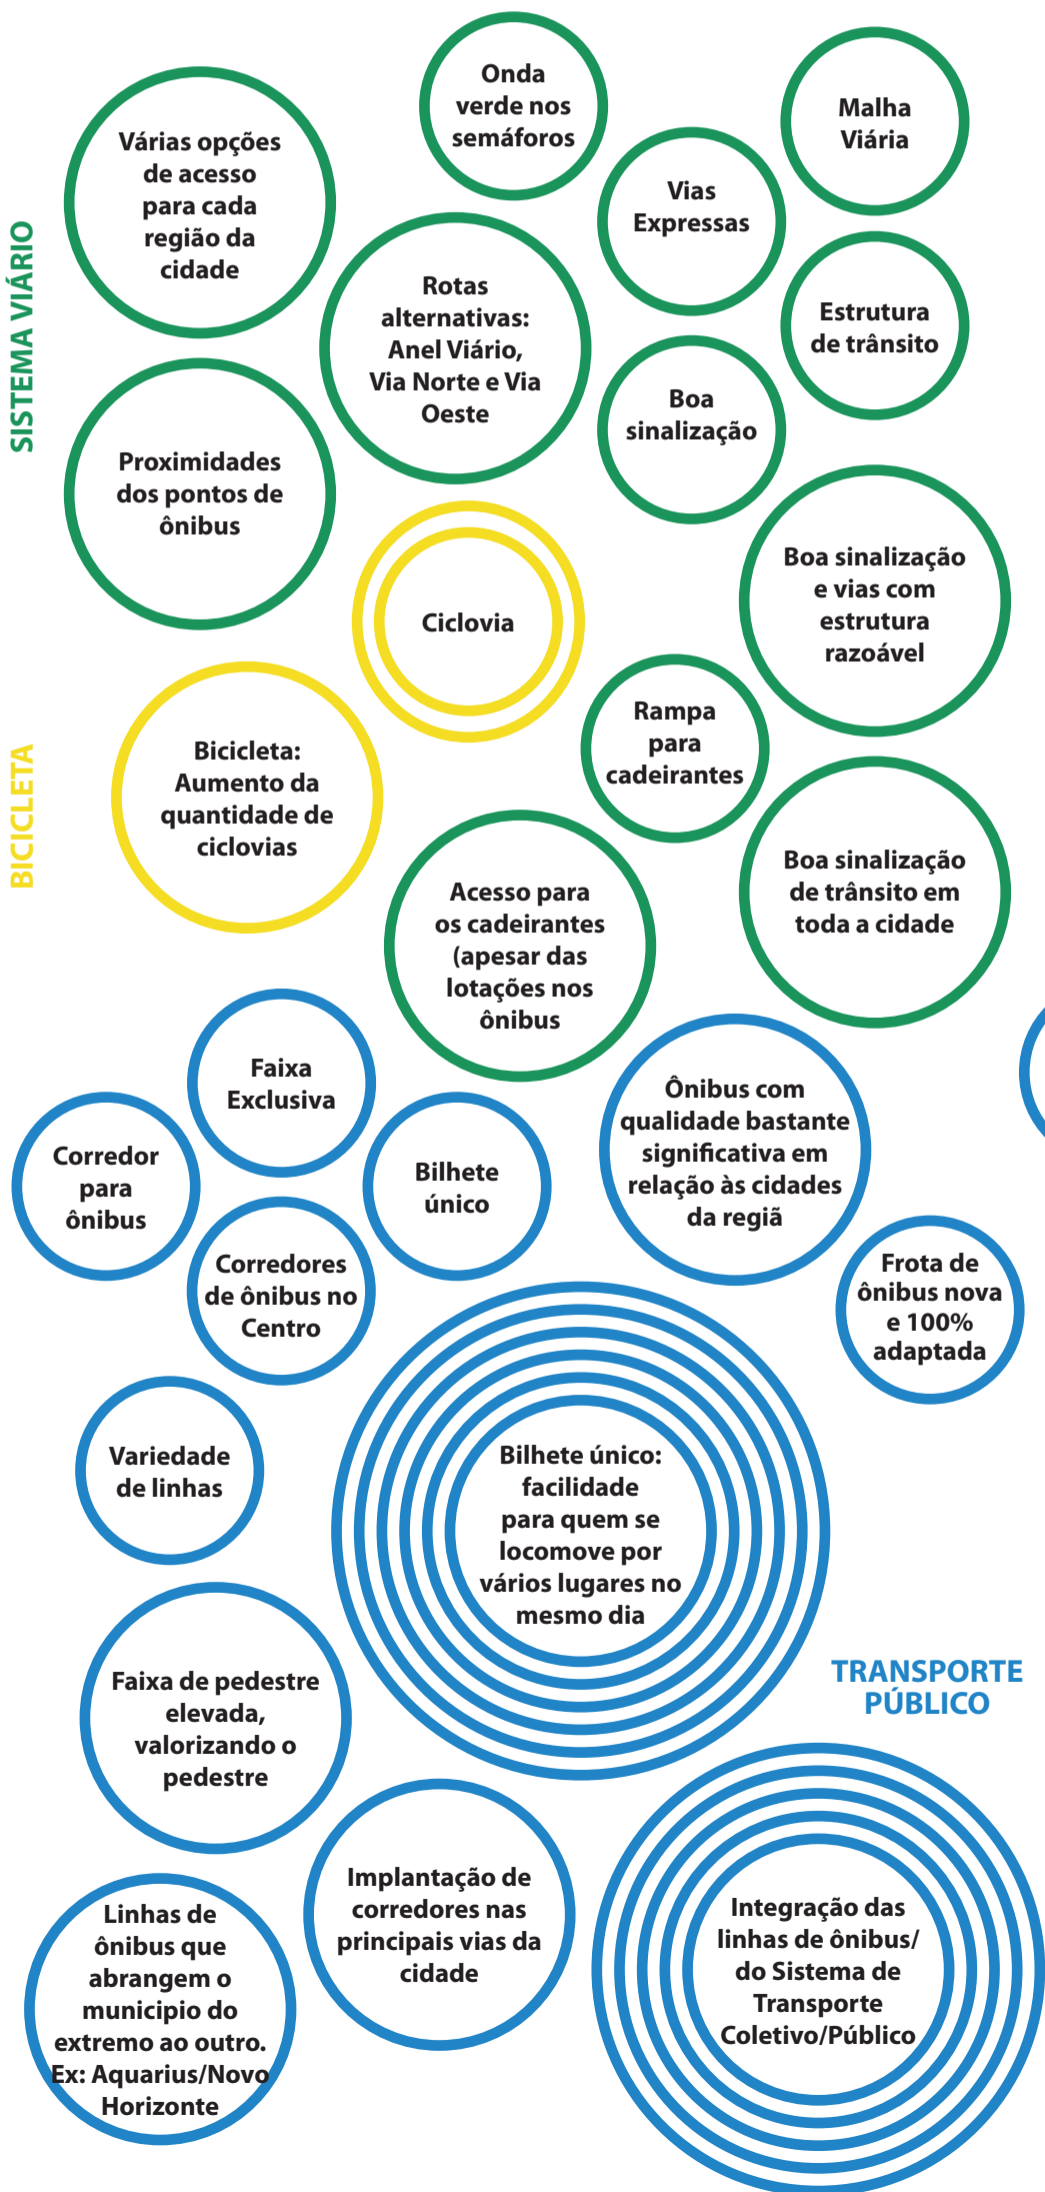 SISTEMA VIÁRIO
Várias opções
de acesso
para cada
região da
cidade
Onda
verde nos
semáforos
Malha
Viária
Vias
Expressas
Rotas
alternativas:
Anel Viário,
Via Norte e Via
Oeste
Estrutura
de trânsito
Boa
sinalização
Proximidades
dos pontos de
ônibus
Boa sinalização
e vias com
estrutura
razoável
BICICLETA
Ciclovia
Bicicleta:
Aumento da
quantidade de
ciclovias
Rampa
para
cadeirantes
Acesso para
os cadeirantes
(apesar das
lotações nos
ônibus
Boa sinalização
de trânsito em
toda a cidade
Faixa
Exclusiva
Corredor
para
ônibus
Bilhete
único
Ônibus com
qualidade bastante
significativa em
relação às cidades
da regiã
Corredores
de ônibus no
Centro
Frota de
ônibus nova
e 100%
adaptada
Variedade
de linhas
Bilhete único:
facilidade
para quem se
locomove por
vários lugares no
mesmo dia
TRANSPORTE
PÚBLICO
Faixa de pedestre
elevada,
valorizando o
pedestre
Implantação de
corredores nas
principais vias da
cidade
Integração das
linhas de ônibus/
do Sistema de
Transporte
Coletivo/Público
Linhas de
ônibus que
abrangem o
municipio do
extremo ao outro.
Ex: Aquarius/Novo
Horizonte